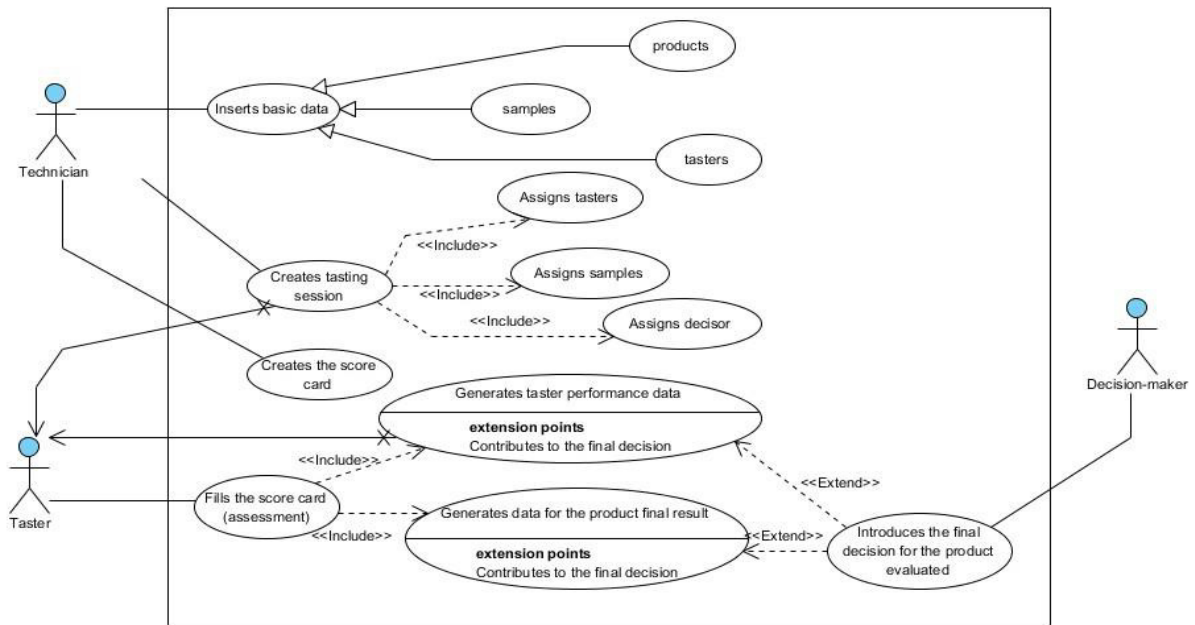 products
Inserts basic data
samples
Technician
tasters
Assigns tasters
<<Include>>
Creates tasting
session
Assigns samples
<<Include>>
<<Include>>
Assigns decisor
Creates the score
card
Decision-maker
Generates taster performance data
extension points
Contributes to the final decision
<<Include>>
<<Extend>>
Taster
Fills the score card
(assessment)
Generates data for the product final result
<<Include>>
<<Extend>>
extension points
Contributes to the final decision
Introduces the final
decision for the product
evaluated